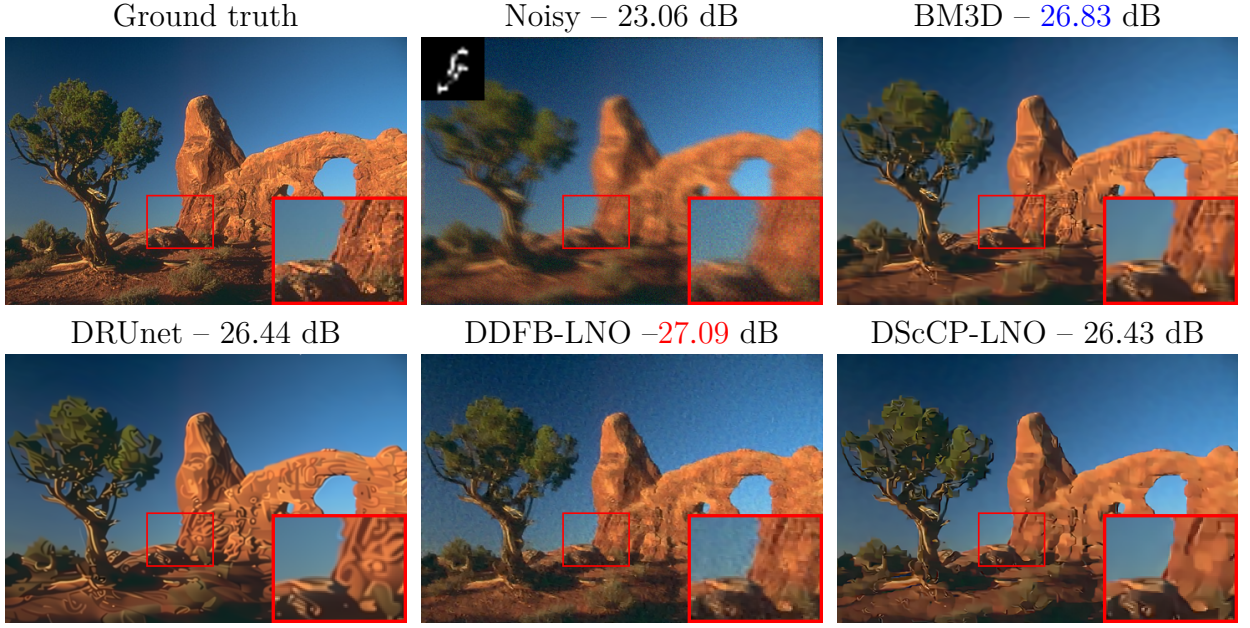 Ground truth
Noisy – 23.06 dB
BM3D – 26.83 dB
DRUnet – 26.44 dB
DDFB-LNO –27.09 dB
DScCP-LNO – 26.43 dB